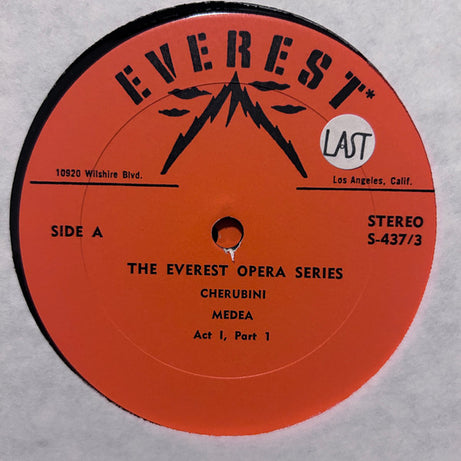 EVEREST*
LAST
10920 Wilshire Blvd.
Los Angeles, Calif.
SIDE A
STEREO
S-437/3
THE EVEREST OPERA SERIES
CHERUBINI
MEDEA
Act I, Part 1